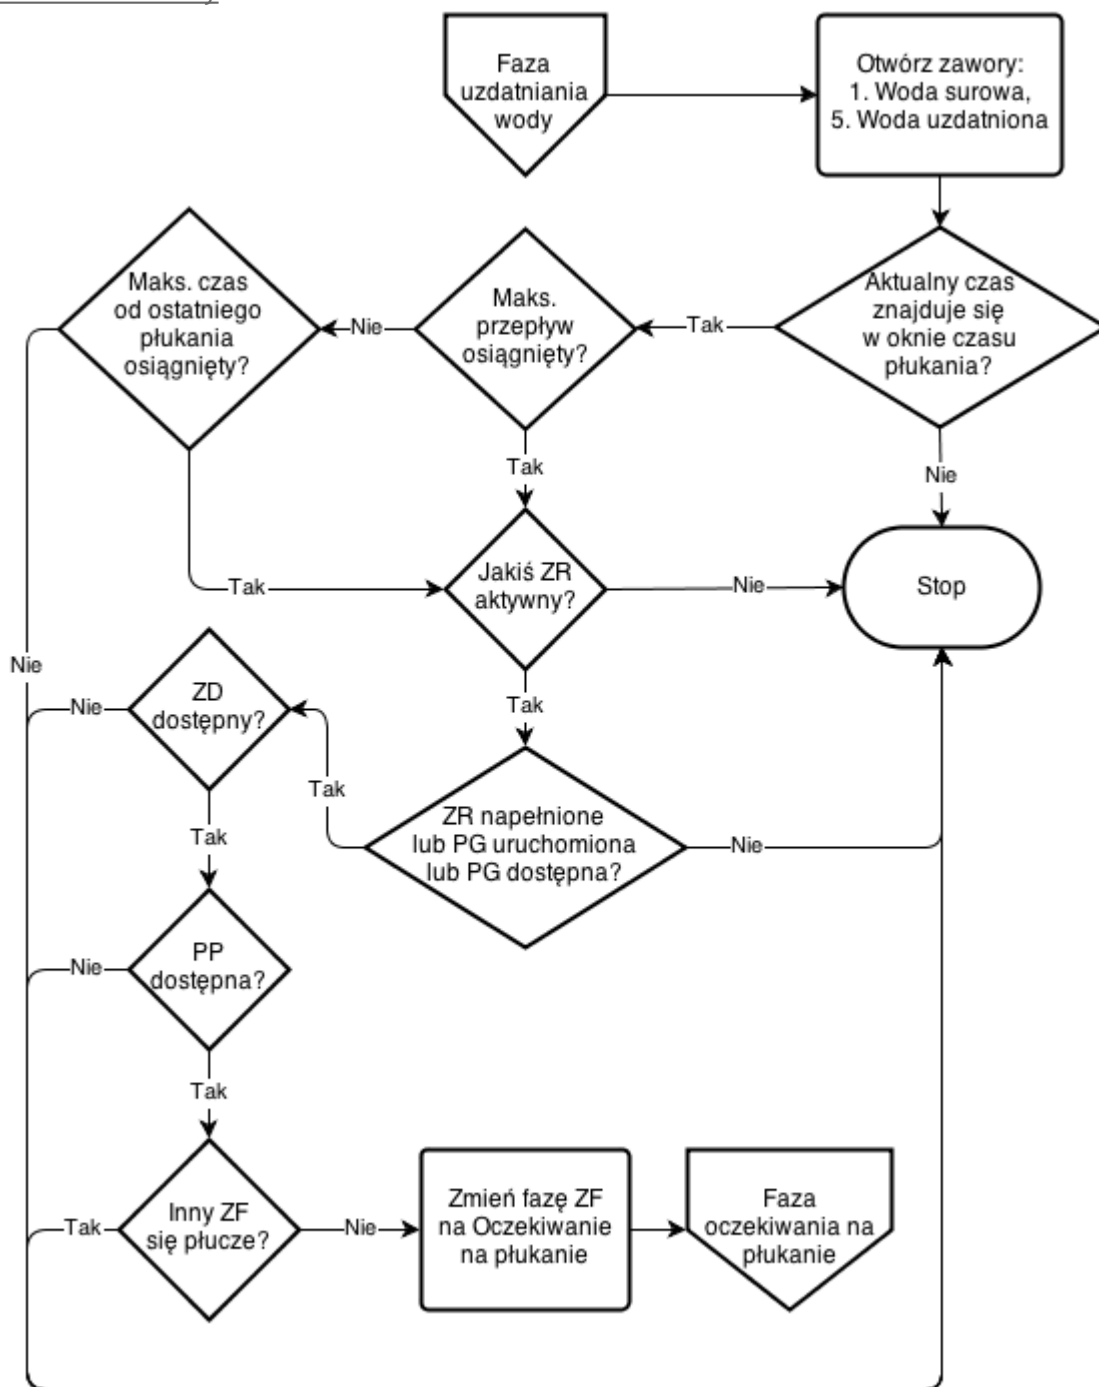 Faza
uzdatniania
wody
Otwórz zawory:
1. Woda surowa,
5. Woda uzdatniona
Maks. czas
od ostatniego
płukania
osiągnięty?
Nie
Maks.
przepływ
osiągnięty?
Tak
Aktualny czas
znajduje się
w oknie czasu
płukania?
Tak
Nie
Tak
Jakiś ZR
aktywny?
Nie
Stop
Nie
Nie
ZD
dostępny?
Tak
Tak
ZR napełnione
lub PG uruchomiona
lub PG dostępna?
Nie
Tak
Nie
PP
dostępna?
Tak
Tak
Inny ZF
się płucze?
Nie
Zmień fazę ZF
na Oczekiwanie
na płukanie
Faza
oczekiwania na
płukanie